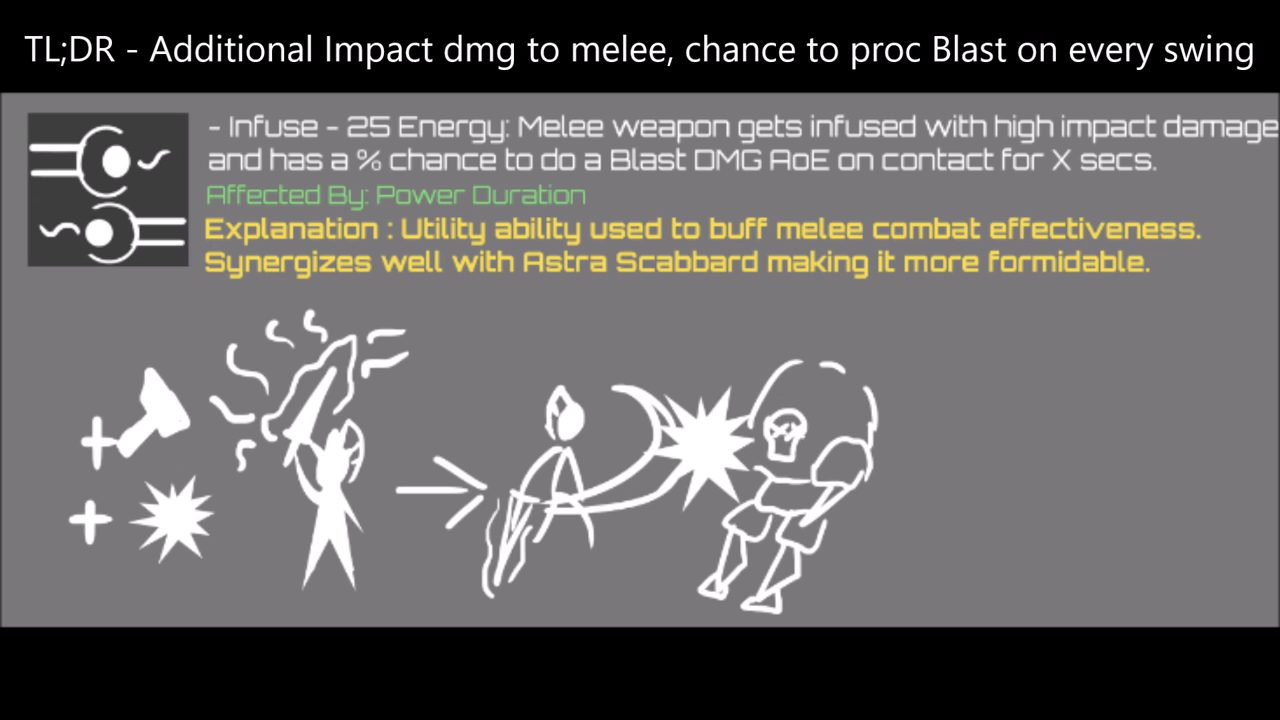 TL;DR - Additional Impact dmg to melee, chance to proc Blast on every swing
- Infuse - 25 Energy: Melee weapon gets infused with high impact damage
and has a % chance to do a Blast DMG AoE on contact for X secs.
Affected By: Power Duration
Explanation : Utility ability used to buff melee combat effectiveness.
Synergizes well with Astra Scabbard making it more formidable.